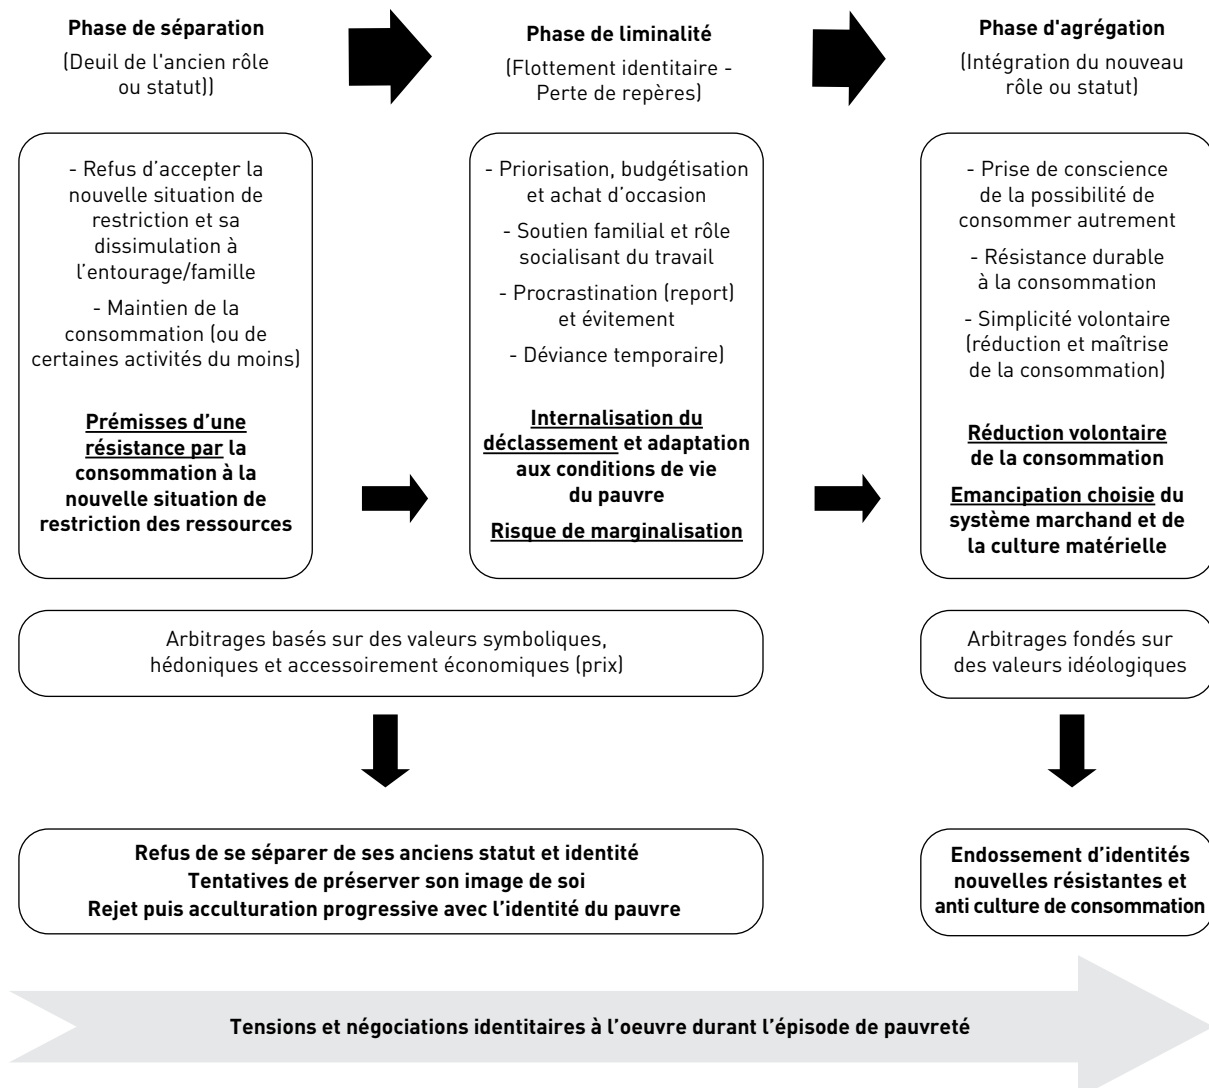 Phase de séparation
(Deuil de l'ancien rôle
ou statut))
Phase de liminalité
(Flottement identitaire -
Perte de repères)
Phase d'agrégation
(Intégration du nouveau
rôle ou statut)
- Refus d’accepter la
nouvelle situation de
restriction et sa
dissimulation à
l’entourage/famille
- Maintien de la
consommation (ou de
certaines activités du moins)
Prémisses d’une
résistance par la
consommation à la
nouvelle situation de
restriction des ressources
- Priorisation, budgétisation
et achat d’occasion
- Soutien familial et rôle
socialisant du travail
- Procrastination (report)
et évitement
- Déviance temporaire)
Internalisation du
déclassement et adaptation
aux conditions de vie
du pauvre
Risque de marginalisation
- Prise de conscience
de la possibilité de
consommer autrement
- Résistance durable
à la consommation
- Simplicité volontaire
(réduction et maîtrise
de la consommation)
Réduction volontaire
de la consommation
Emancipation choisie du
système marchand et de
la culture matérielle
Arbitrages basés sur des valeurs symboliques,
hédoniques et accessoirement économiques (prix)
Arbitrages fondés sur
des valeurs idéologiques
Refus de se séparer de ses anciens statut et identité
Tentatives de préserver son image de soi
Rejet puis acculturation progressive avec l’identité du pauvre
Endossement d’identités
nouvelles résistantes et
anti culture de consommation
Tensions et négociations identitaires à l’oeuvre durant l’épisode de pauvreté